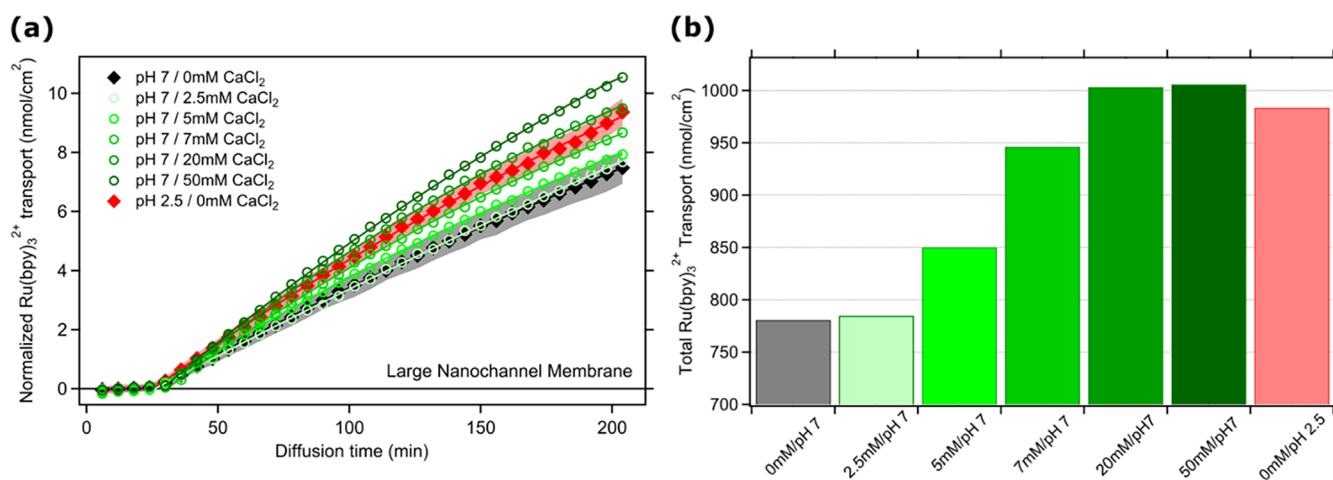 (a)
Normalized Ru(bpy)₃²⁺ transport (nmol/cm²)
10
8
6
4
2
0
pH 7 / 0mM CaCl₂
pH 7 / 2.5mM CaCl₂
pH 7 / 5mM CaCl₂
pH 7 / 7mM CaCl₂
pH 7 / 20mM CaCl₂
pH 7 / 50mM CaCl₂
pH 2.5 / 0mM CaCl₂
Large Nanochannel Membrane
0
50
100
150
200
Diffusion time (min)
(b)
Total Ru(bpy)₃²⁺ Transport (nmol/cm²)
1000
950
900
850
800
750
700
0mM/pH 7
2.5mM/pH 7
5mM/pH 7
7mM/pH 7
20mM/pH7
50mM/pH7
0mM/pH 2.5